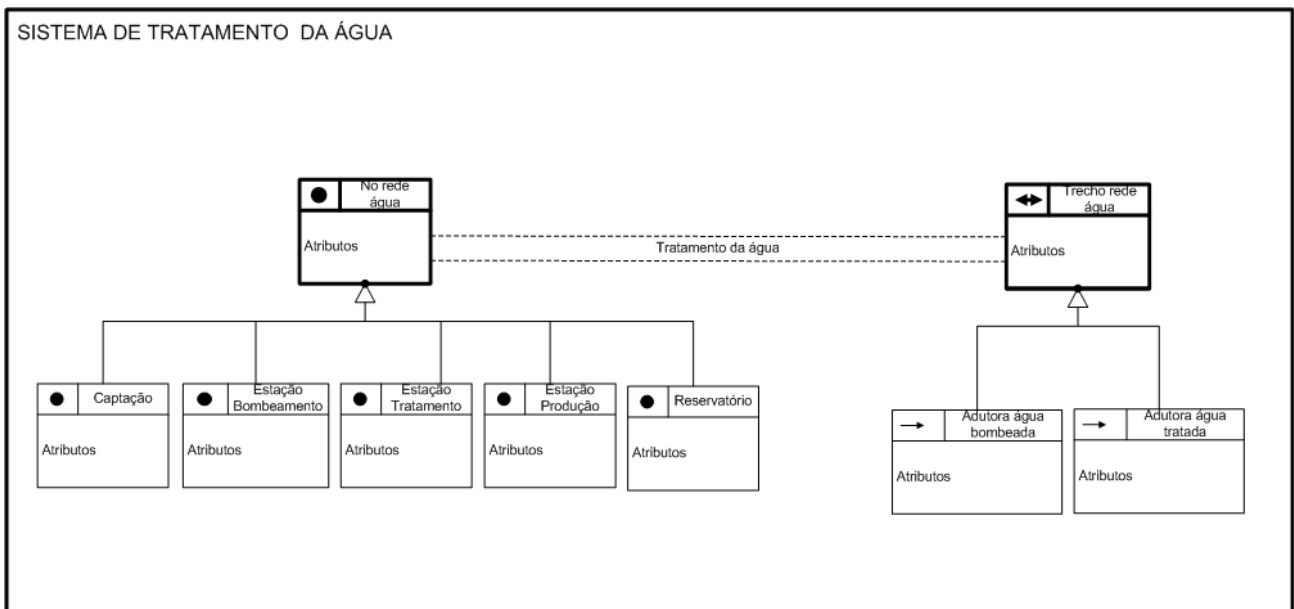 SISTEMA DE TRATAMENTO DA ÁGUA
No rede
água
Atributos
Tratamento da água
Trecho rede
água
Atributos
Captação
Atributos
Estação
Bombeamento
Atributos
Estação
Tratamento
Atributos
Estação
Produção
Atributos
Reservatório
Atributos
Adutora água
bombeada
Atributos
Adutora água
tratada
Atributos